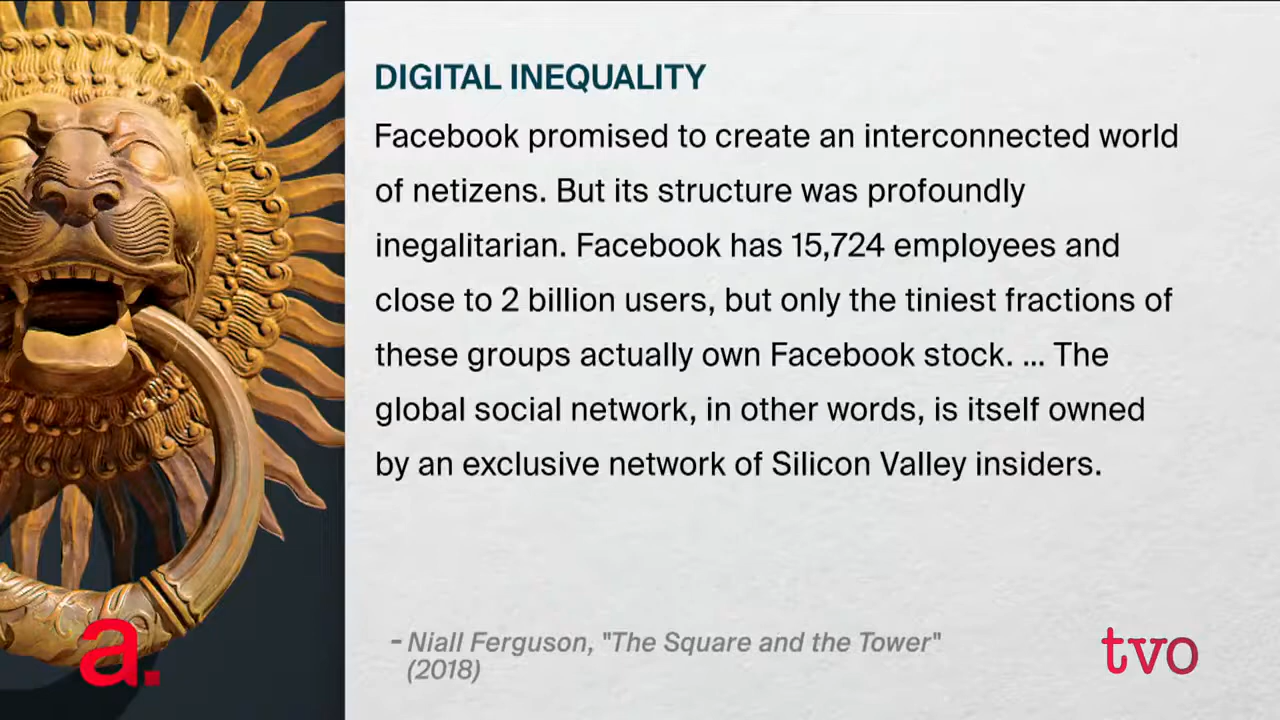 DIGITAL INEQUALITY
Facebook promised to create an interconnected world
of netizens. But its structure was profoundly
inegalitarian. Facebook has 15,724 employees and
close to 2 billion users, but only the tiniest fractions of
these groups actually own Facebook stock. ... The
global social network, in other words, is itself owned
by an exclusive network of Silicon Valley insiders.
- Niall Ferguson, "The Square and the Tower"
(2018)
a.
tvo